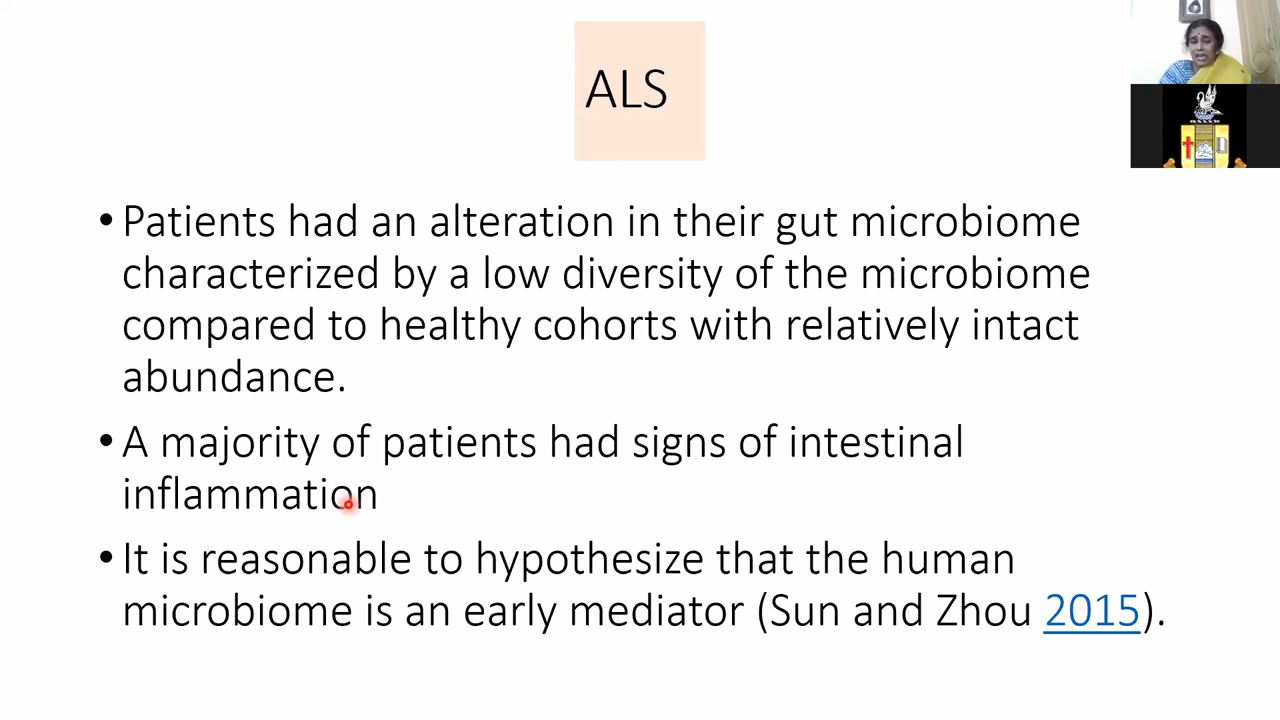 ALS
• Patients had an alteration in their gut microbiome
characterized by a low diversity of the microbiome
compared to healthy cohorts with relatively intact
abundance.
• A majority of patients had signs of intestinal
inflammation
• It is reasonable to hypothesize that the human
microbiome is an early mediator (Sun and Zhou 2015).